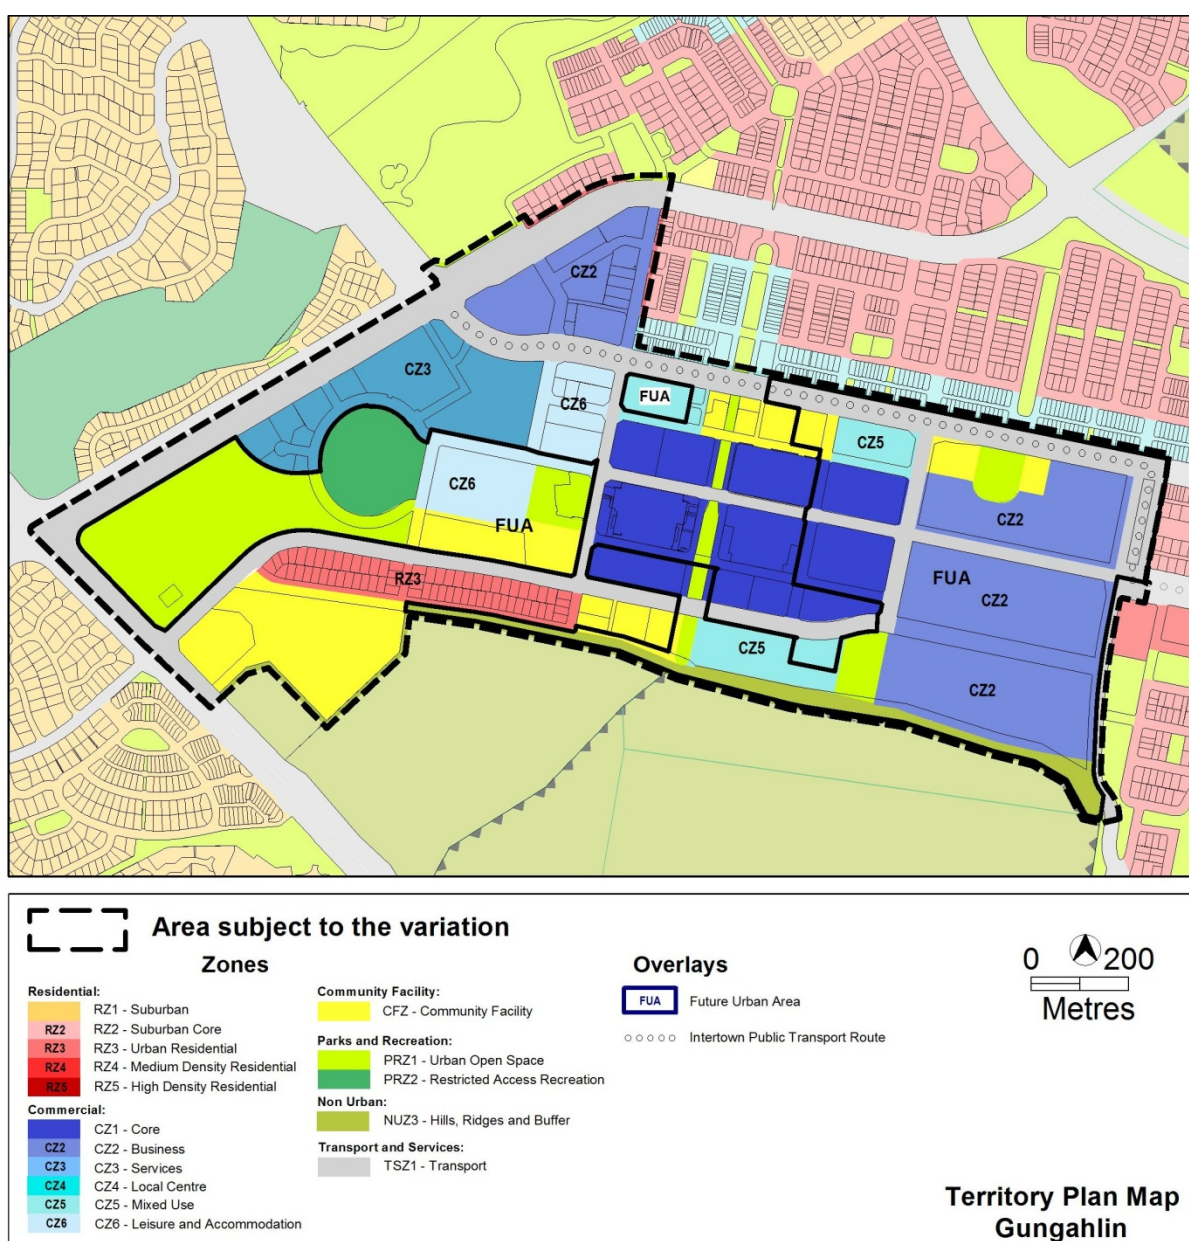 CZ2
CZ3
CZ6
FUA
CZ5
CZ6
FUA
CZ2
RZ3
FUA
CZ2
CZ5
CZ2
Area subject to the variation
Zones
Residential:
RZ1 - Suburban
RZ2 RZ2 - Suburban Core
RZ3 RZ3 - Urban Residential
RZ4 RZ4 - Medium Density Residential
RZ5 RZ5 - High Density Residential
Commercial:
CZ1 - Core
CZ2 CZ2 - Business
CZ3 CZ3 - Services
CZ4 CZ4 - Local Centre
CZ5 CZ5 - Mixed Use
CZ6 CZ6 - Leisure and Accommodation
Community Facility:
CFZ - Community Facility
Parks and Recreation:
PRZ1 - Urban Open Space
PRZ2 - Restricted Access Recreation
Non Urban:
NUZ3 - Hills, Ridges and Buffer
Transport and Services:
TSZ1 - Transport
Overlays
FUA Future Urban Area
Intertown Public Transport Route
0 200
Metres
Territory Plan Map
Gungahlin